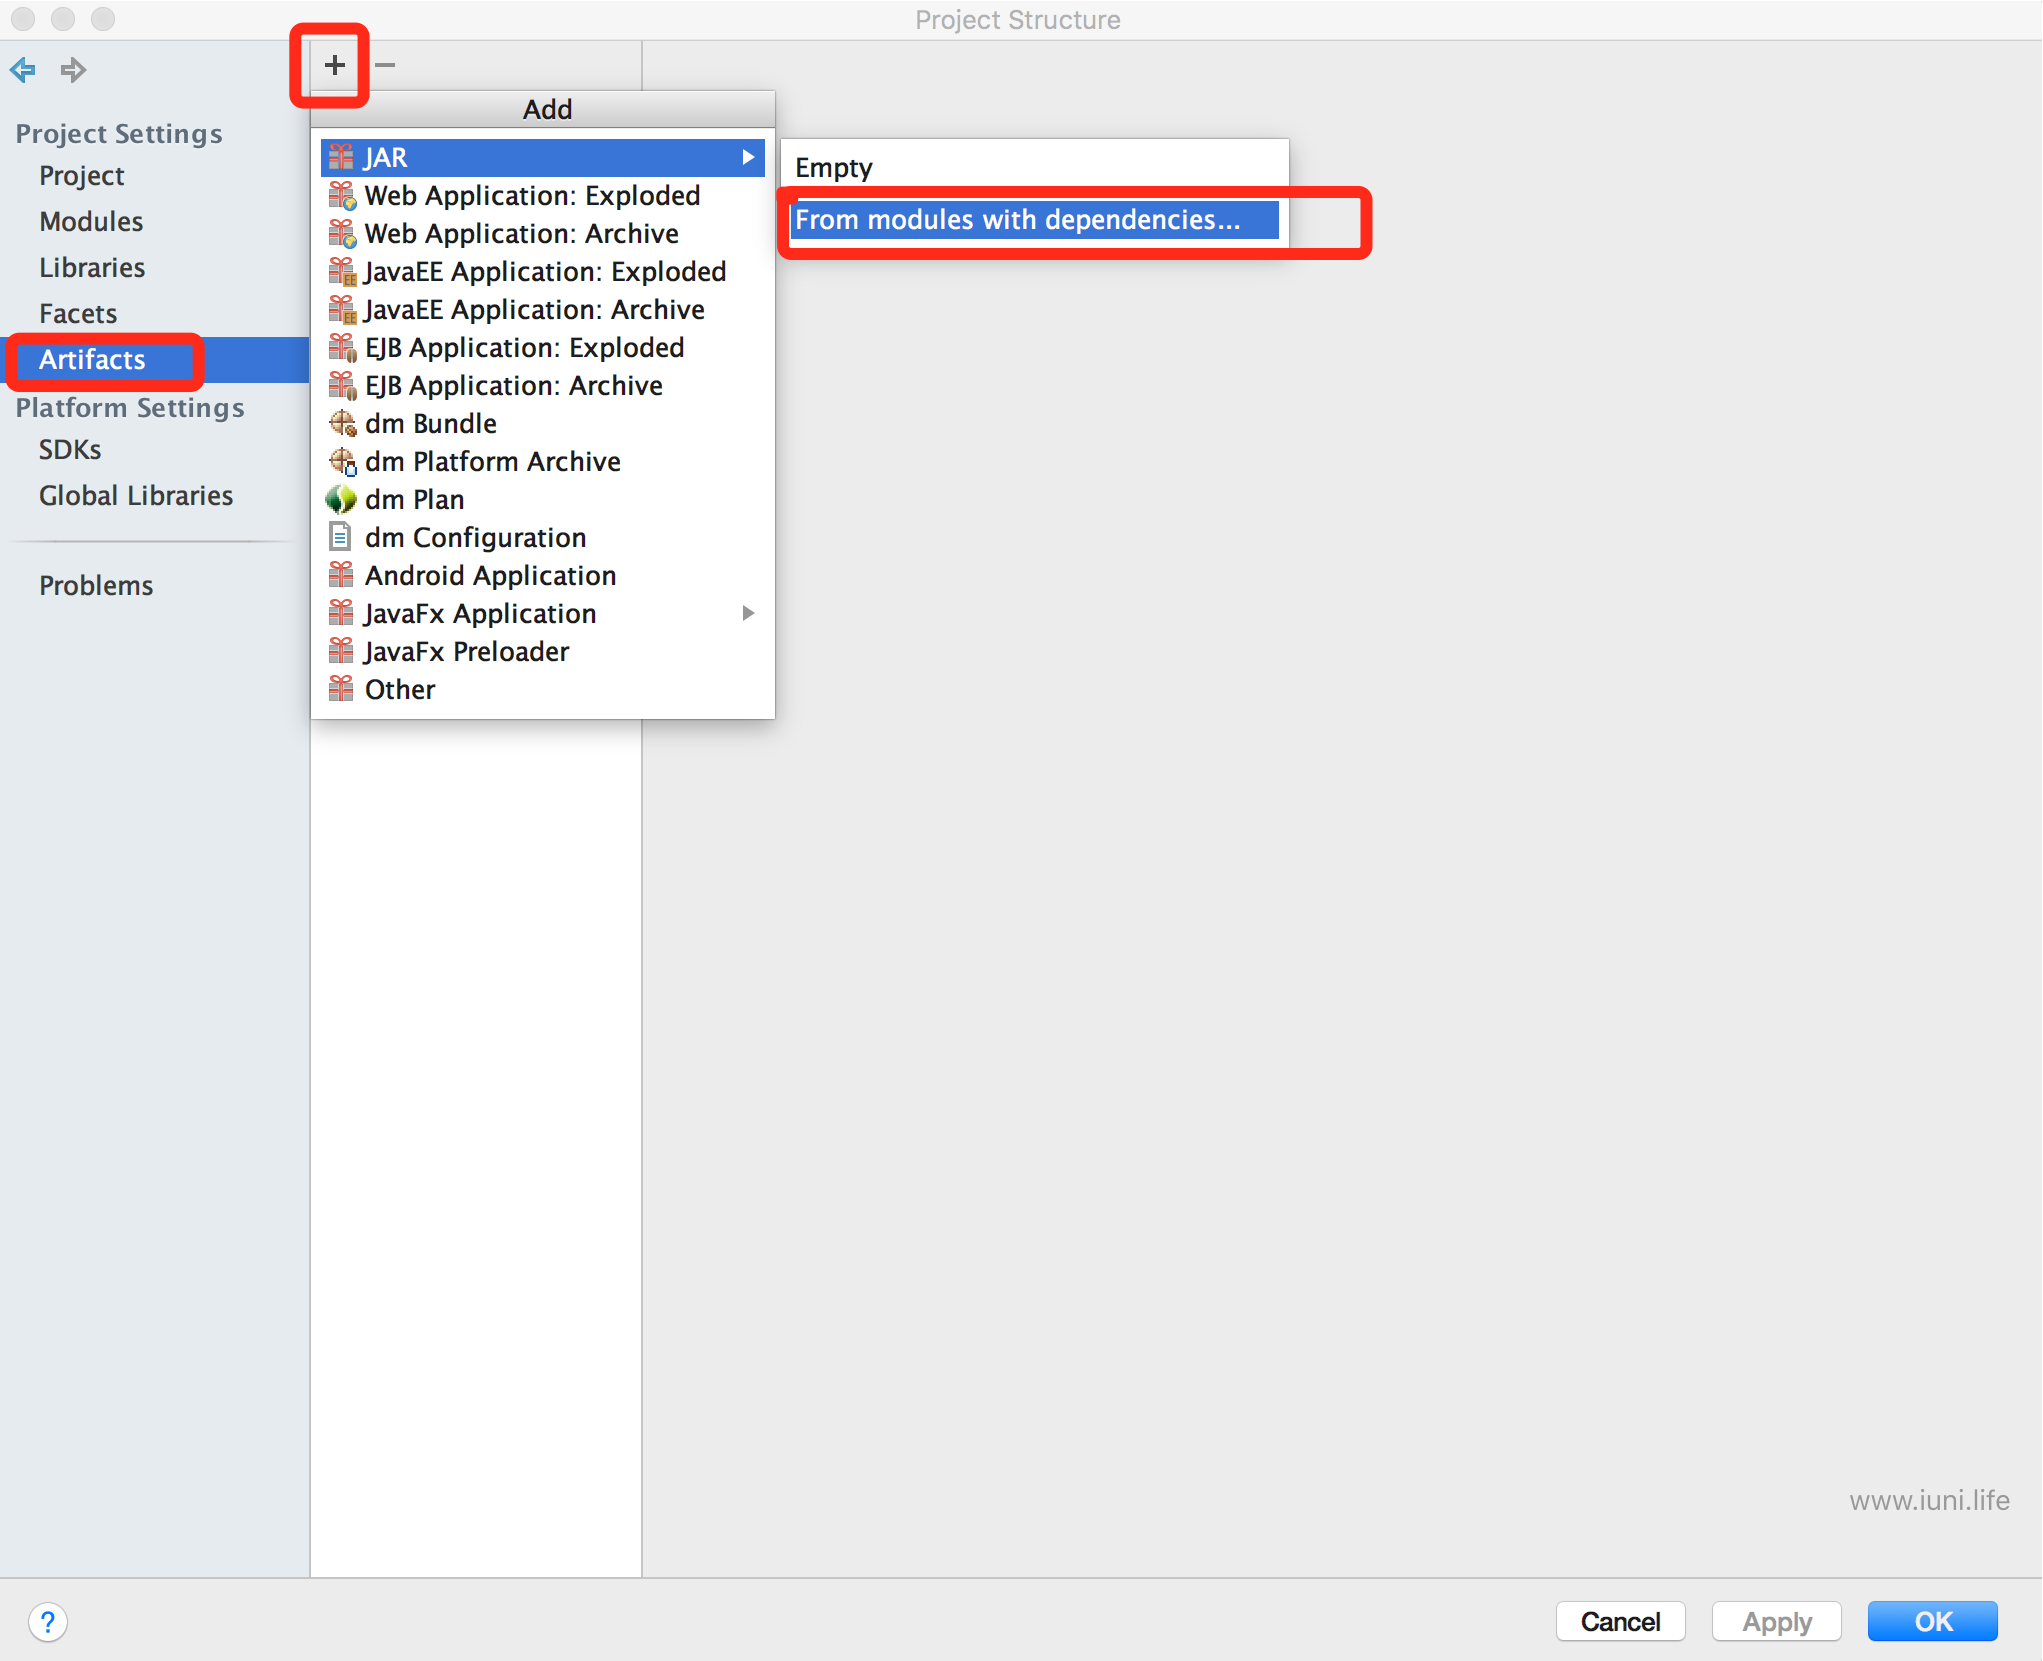 Project Structure
+
−
Add
Project Settings
Project
Modules
Libraries
Facets
Artifacts
Platform Settings
SDKs
Global Libraries
Problems
JAR
Web Application: Exploded
Web Application: Archive
JavaEE Application: Exploded
JavaEE Application: Archive
EJB Application: Exploded
EJB Application: Archive
dm Bundle
dm Platform Archive
dm Plan
dm Configuration
Android Application
JavaFx Application
JavaFx Preloader
Other
Empty
From modules with dependencies...
www.iuni.life
?
Cancel
Apply
OK